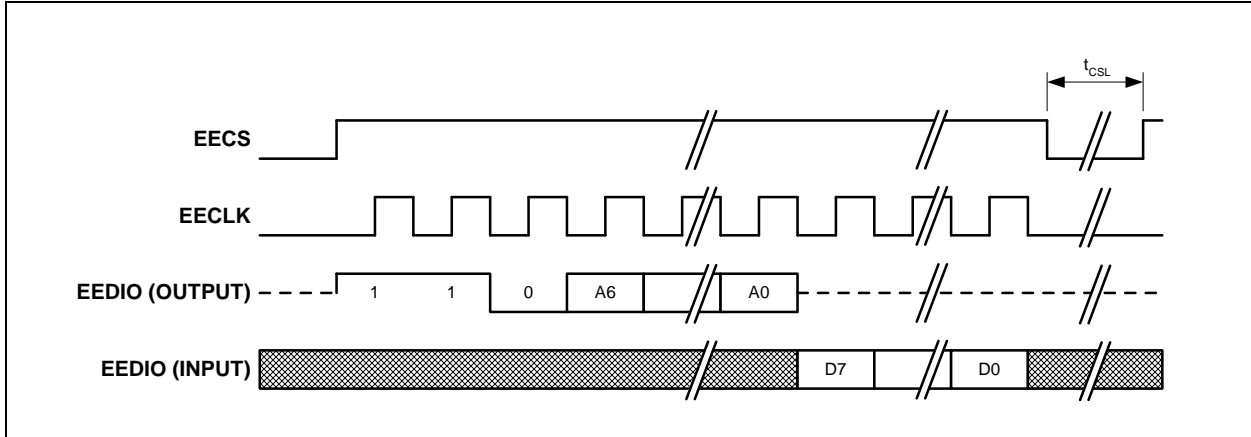 tCSL
EECS
EECLK
EEDIO (OUTPUT) 1 1 0 A6 A0
EEDIO (INPUT) D7 D0